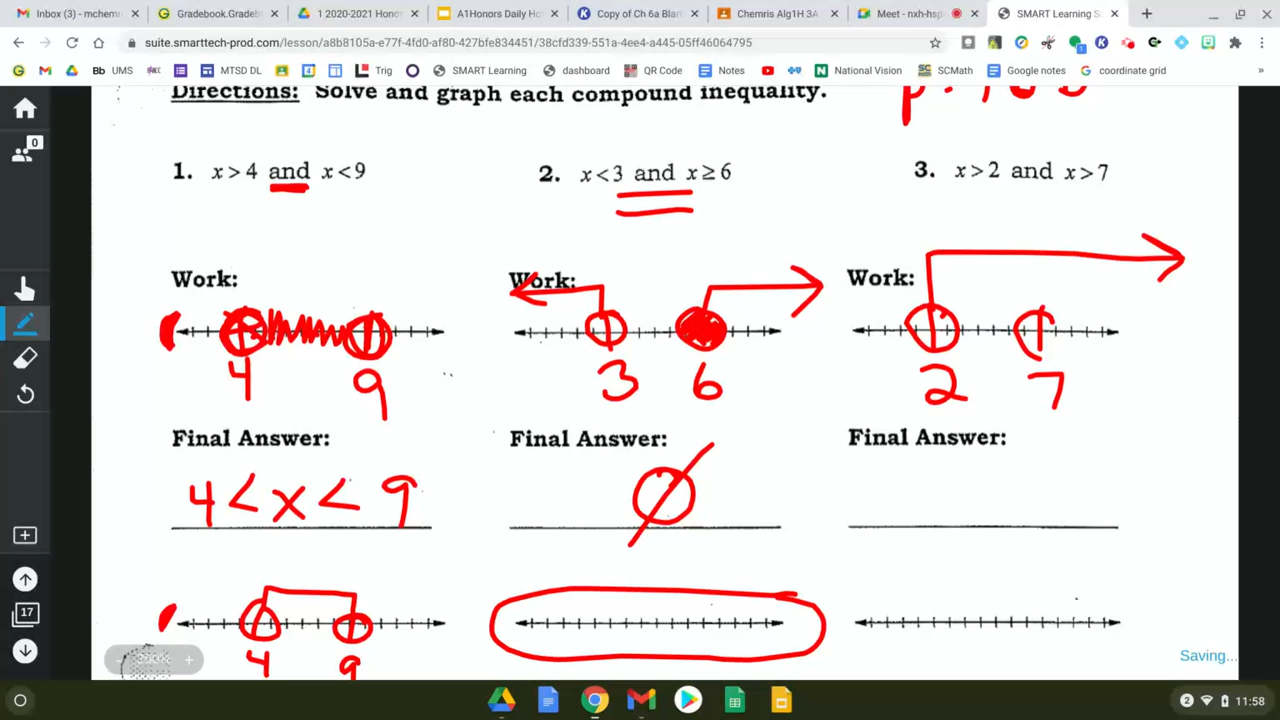 Inbox (3) - mchemris
Gradebook.Gradeb
1 2020-2021 Honor
A1Honors Daily Ho
Copy of Ch 6a Blan
Chemris Alg1H 3A
Meet - nxh-hspk
SMART Learning S
suite.smarttech-prod.com/lesson/a8b8105a-e77f-4fd0-af80-427bfe834451/38cfd339-551a-4ee4-a445-05ff46064795
UMS
MTSD DL
Trig
SMART Learning
dashboard
QR Code
Notes
National Vision
SCMath
Google notes
coordinate grid
»
Directions: Solve and graph each compound inequality.
1. x > 4 and x < 9
2. x < 3 and x ≥ 6
3. x > 2 and x > 7
Work:
Work:
Work:
4 9
3 6
2 7
Final Answer:
Final Answer:
Final Answer:
4 < x < 9
∅
4 9
0
17
200%
Saving...
2
11:58